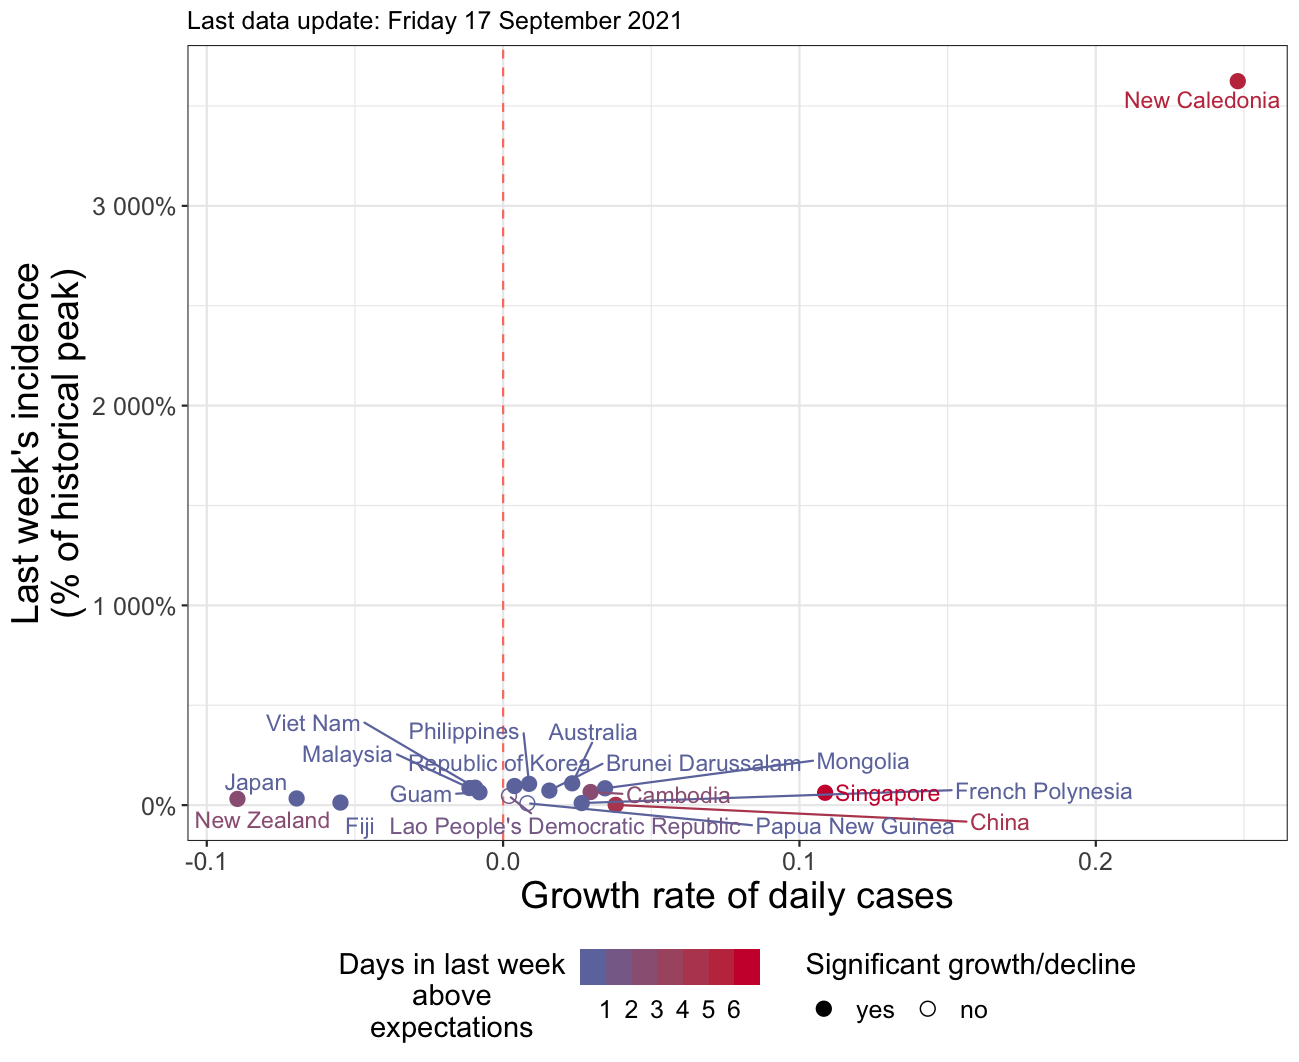 Last data update: Friday 17 September 2021
New Caledonia
3 000%
2 000%
1 000%
0%
Last week's incidence
(% of historical peak)
Viet Nam
Philippines
Australia
Malaysia
Republic of Korea
Brunei Darussalam
Mongolia
Japan
Guam
Cambodia
Singapore
French Polynesia
New Zealand
Fiji
Lao People's Democratic Republic
Papua New Guinea
China
-0.1
0.0
0.1
0.2
Growth rate of daily cases
Days in last week
above
expectations
1 2 3 4 5 6
Significant growth/decline
yes
no